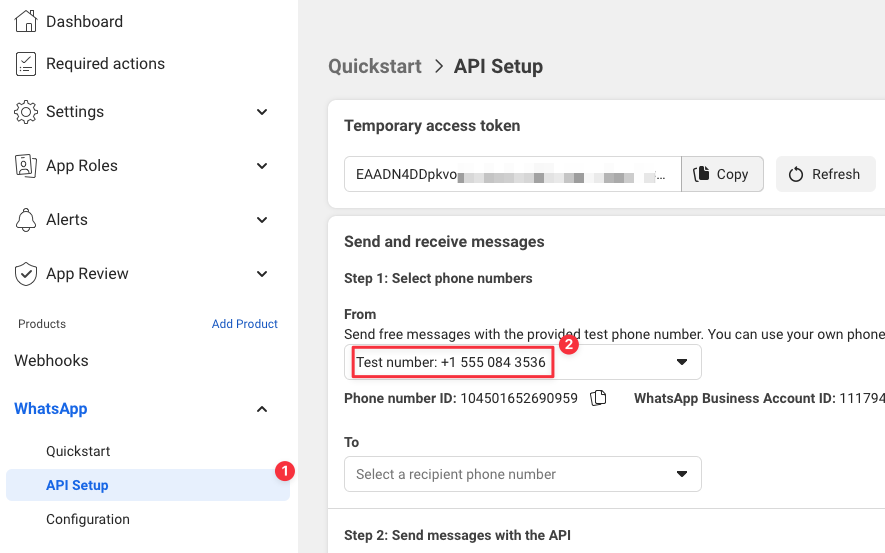 Dashboard
Required actions
Settings
App Roles
Alerts
App Review
Products Add Product
Webhooks
WhatsApp
Quickstart
API Setup 1
Configuration
Quickstart > API Setup
Temporary access token
EAADN4DDpkvo ... Copy Refresh
Send and receive messages
Step 1: Select phone numbers
From
Send free messages with the provided test phone number. You can use your own phone
2
Test number: +1 555 084 3536
Phone number ID: 104501652690959 WhatsApp Business Account ID: 111794
To
Select a recipient phone number
Step 2: Send messages with the API